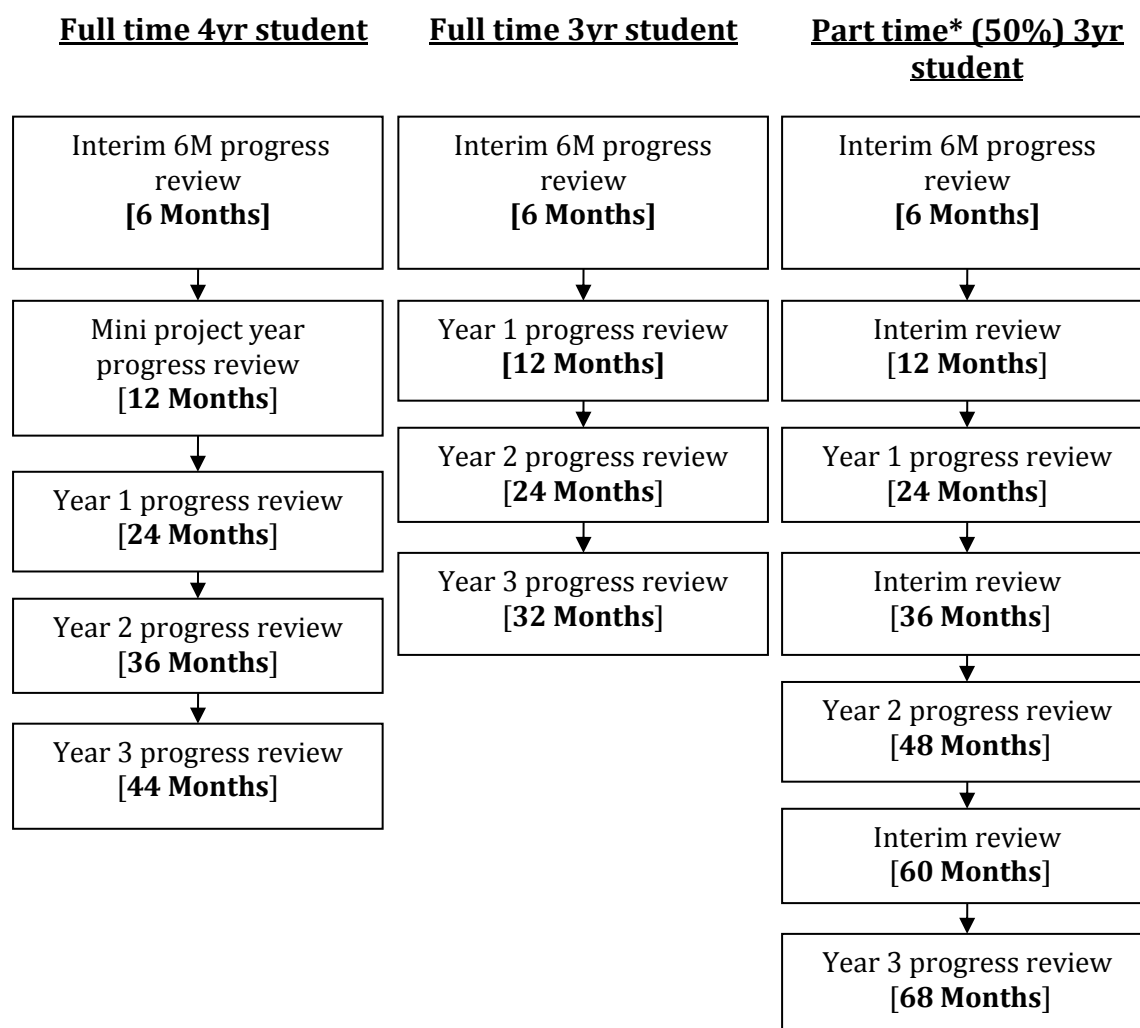 Full time 4yr student
Interim 6M progress
review
[6 Months]
Mini project year
progress review
[12 Months]
Year 1 progress review
[24 Months]
Year 2 progress review
[36 Months]
Year 3 progress review
[44 Months]
Full time 3yr student
Interim 6M progress
review
[6 Months]
Year 1 progress review
[12 Months]
Year 2 progress review
[24 Months]
Year 3 progress review
[32 Months]
Part time* (50%) 3yr
student
Interim 6M progress
review
[6 Months]
Interim review
[12 Months]
Year 1 progress review
[24 Months]
Interim review
[36 Months]
Year 2 progress review
[48 Months]
Interim review
[60 Months]
Year 3 progress review
[68 Months]